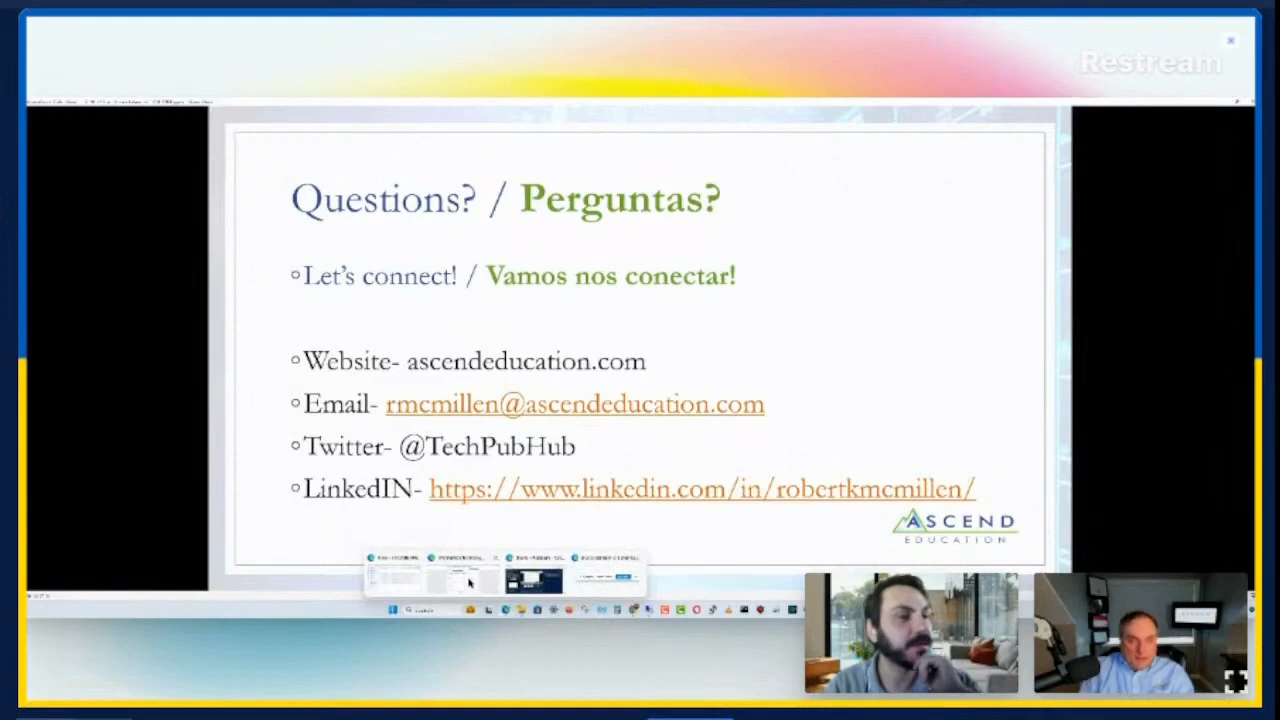 Restream
Questions? / Perguntas?
Let's connect! / Vamos nos conectar!
Website- ascendeducation.com
Email- rmcmillen@ascendeducation.com
Twitter- @TechPubHub
LinkedIN- https://www.linkedin.com/in/robertkmcmillen/
ASCEND
EDUCATION